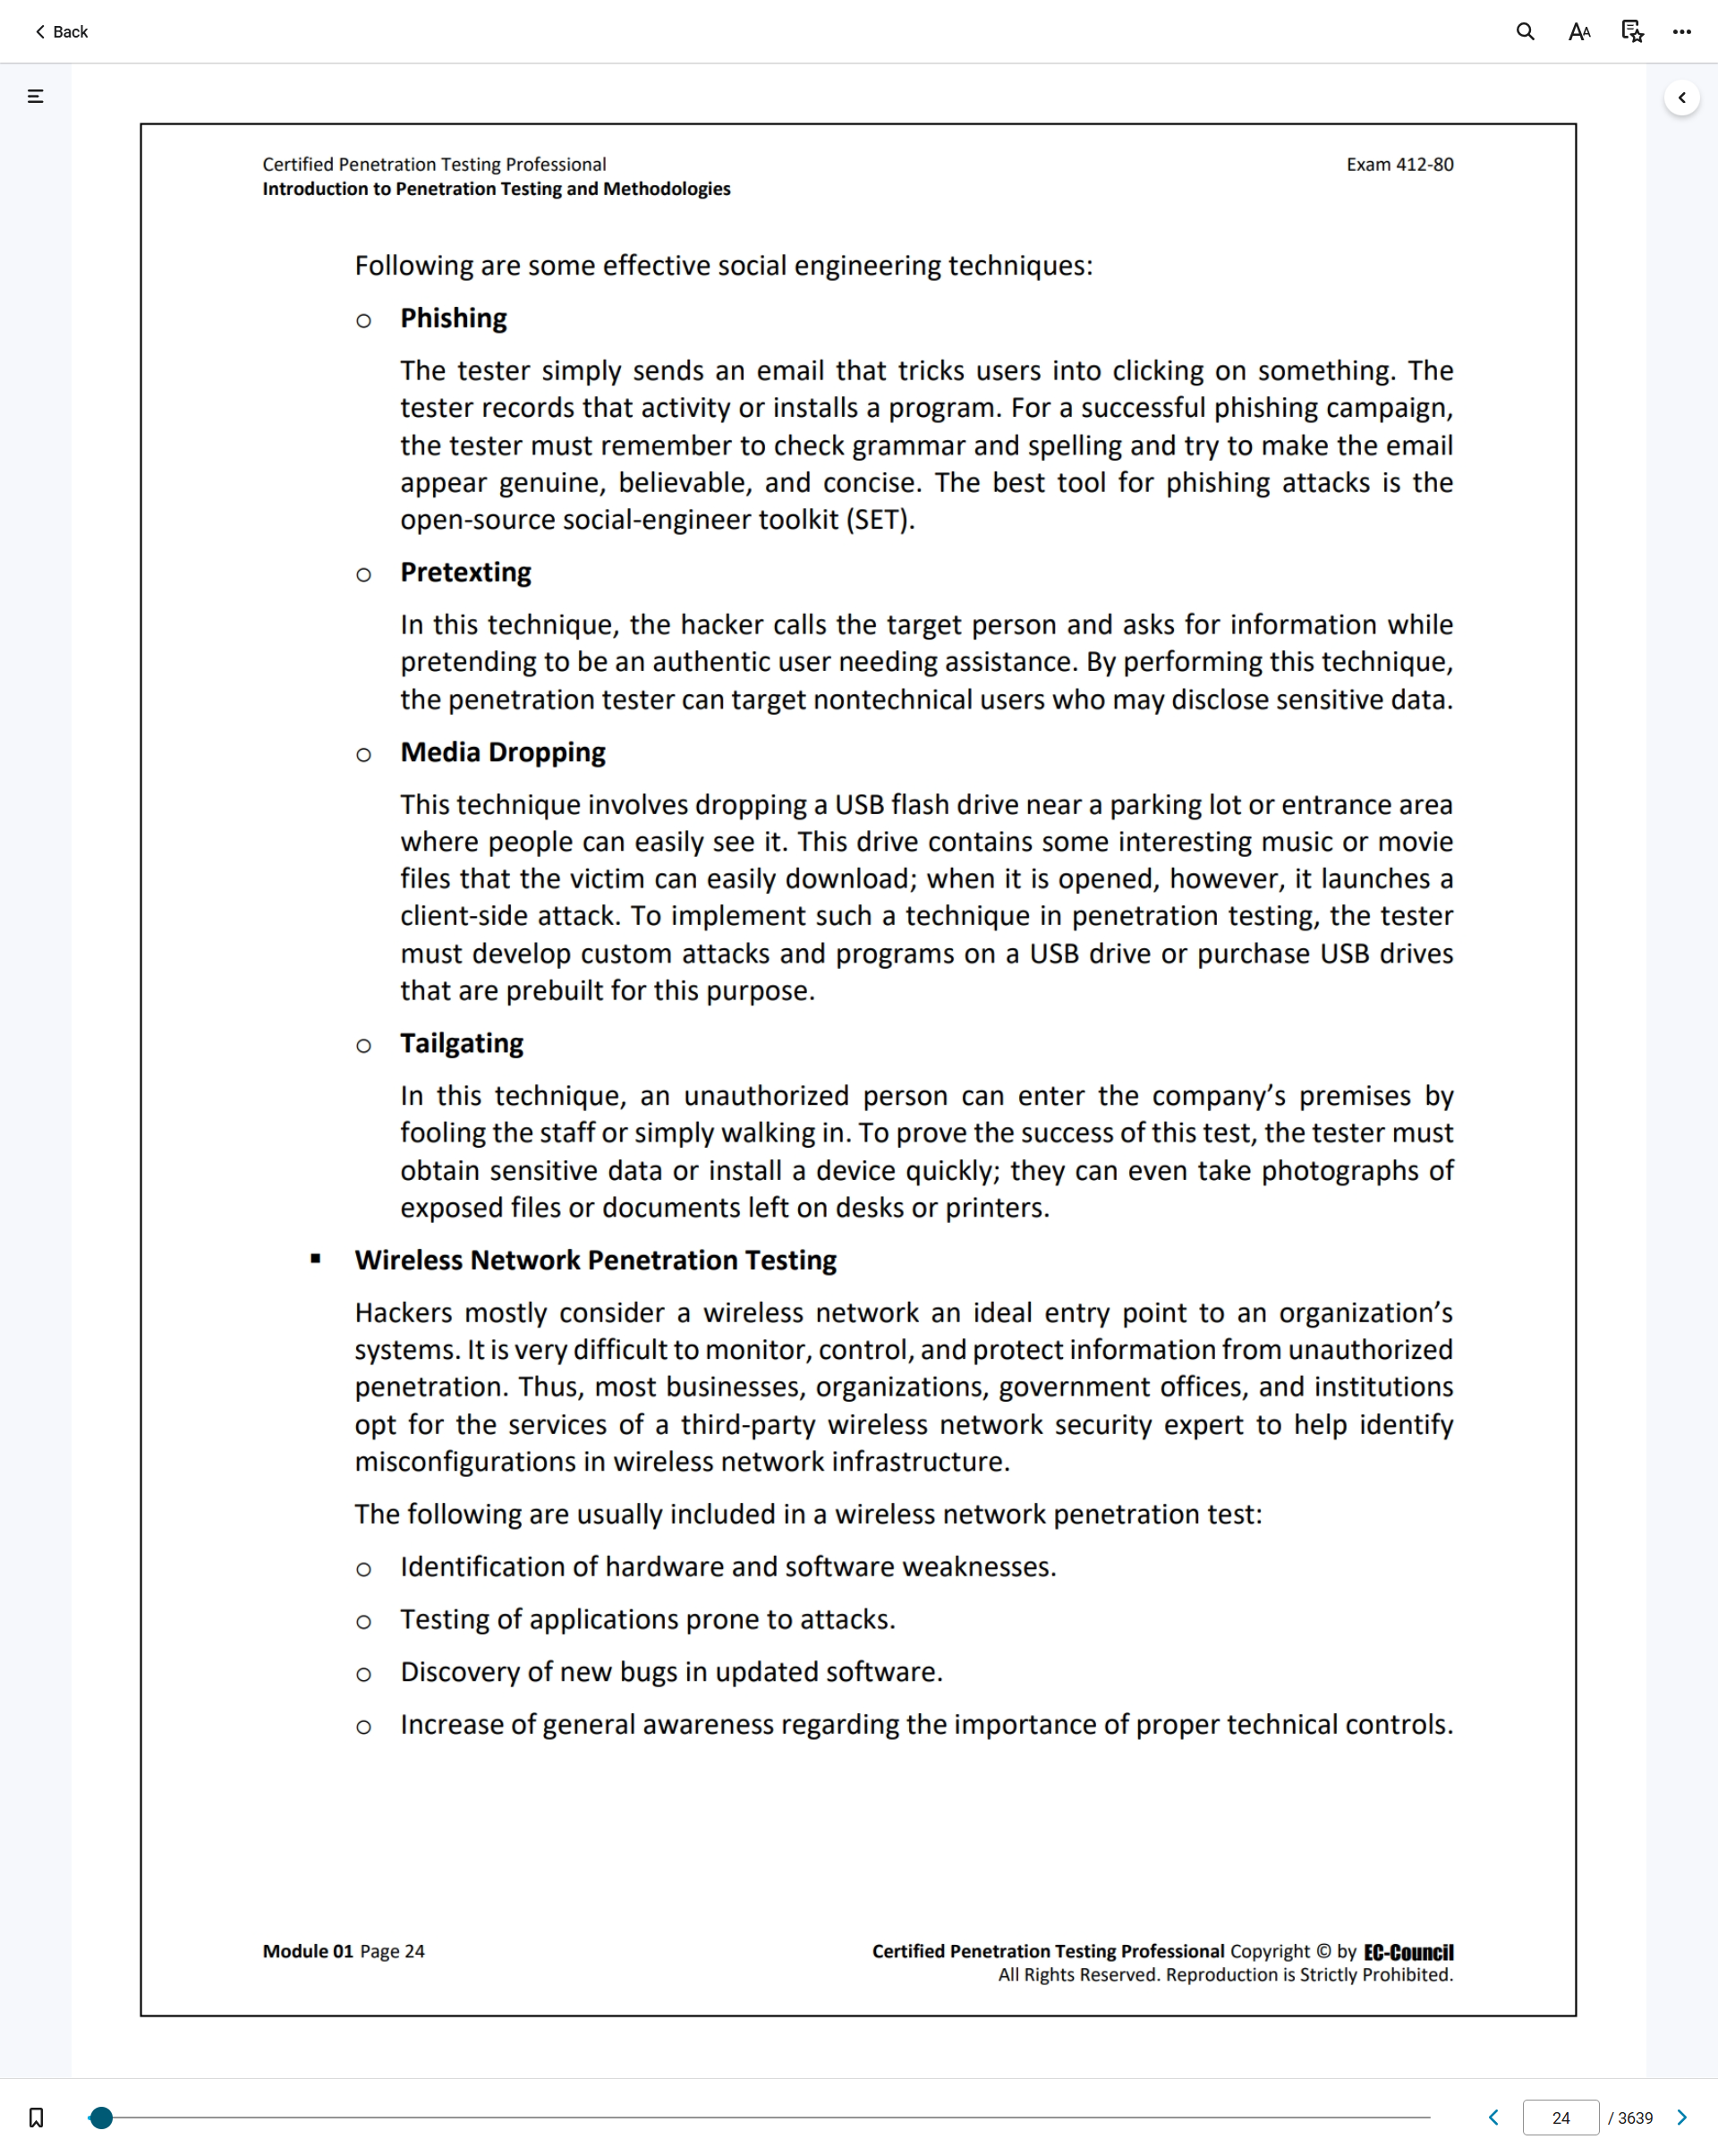 Back
Certified Penetration Testing Professional
Exam 412-80
Introduction to Penetration Testing and Methodologies
Following are some effective social engineering techniques:
o Phishing
The tester simply sends an email that tricks users into clicking on something. The
tester records that activity or installs a program. For a successful phishing campaign,
the tester must remember to check grammar and spelling and try to make the email
appear genuine, believable, and concise. The best tool for phishing attacks is the
open-source social-engineer toolkit (SET).
o Pretexting
In this technique, the hacker calls the target person and asks for information while
pretending to be an authentic user needing assistance. By performing this technique,
the penetration tester can target nontechnical users who may disclose sensitive data.
o Media Dropping
This technique involves dropping a USB flash drive near a parking lot or entrance area
where people can easily see it. This drive contains some interesting music or movie
files that the victim can easily download; when it is opened, however, it launches a
client-side attack. To implement such a technique in penetration testing, the tester
must develop custom attacks and programs on a USB drive or purchase USB drives
that are prebuilt for this purpose.
o Tailgating
In this technique, an unauthorized person can enter the company’s premises by
fooling the staff or simply walking in. To prove the success of this test, the tester must
obtain sensitive data or install a device quickly; they can even take photographs of
exposed files or documents left on desks or printers.
▪ Wireless Network Penetration Testing
Hackers mostly consider a wireless network an ideal entry point to an organization’s
systems. It is very difficult to monitor, control, and protect information from unauthorized
penetration. Thus, most businesses, organizations, government offices, and institutions
opt for the services of a third-party wireless network security expert to help identify
misconfigurations in wireless network infrastructure.
The following are usually included in a wireless network penetration test:
o Identification of hardware and software weaknesses.
o Testing of applications prone to attacks.
o Discovery of new bugs in updated software.
o Increase of general awareness regarding the importance of proper technical controls.
Module 01 Page 24
Certified Penetration Testing Professional Copyright © by EC-Council
All Rights Reserved. Reproduction is Strictly Prohibited.
24 / 3639